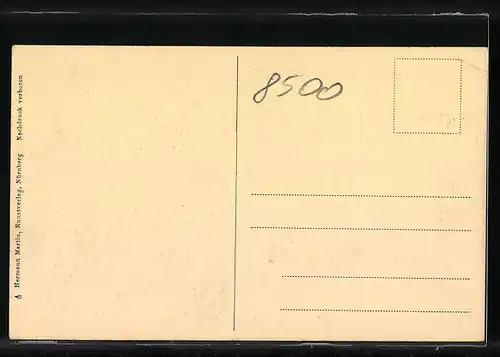 A Hermann Martin, Kunstverlag, Nürnberg Nachdruck verboten
8500